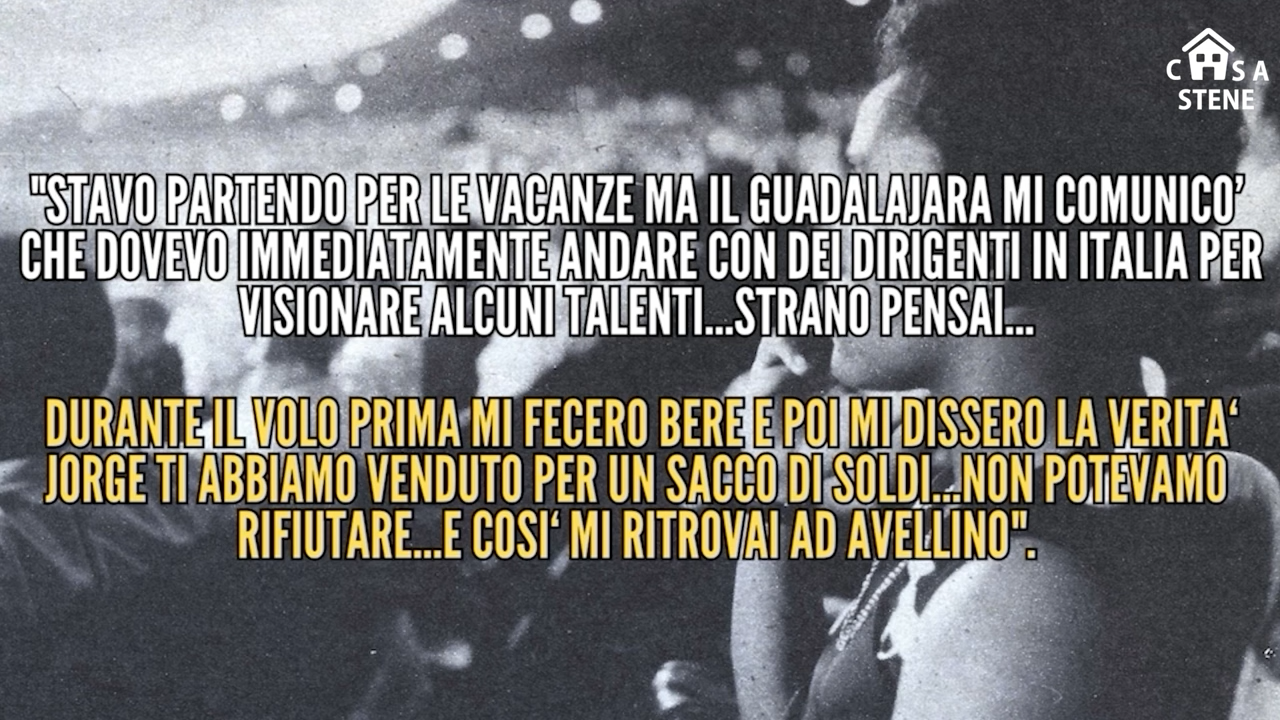 CASA
STENE
"STAVO PARTENDO PER LE VACANZE MA IL GUADALAJARA MI COMUNICO’
CHE DOVEVO IMMEDIATAMENTE ANDARE CON DEI DIRIGENTI IN ITALIA PER
VISIONARE ALCUNI TALENTI...STRANO PENSAI...
DURANTE IL VOLO PRIMA MI FECERO BERE E POI MI DISSERO LA VERITA‘
JORGE TI ABBIAMO VENDUTO PER UN SACCO DI SOLDI...NON POTEVAMO
RIFIUTARE...E COSI‘ MI RITROVAI AD AVELLINO".